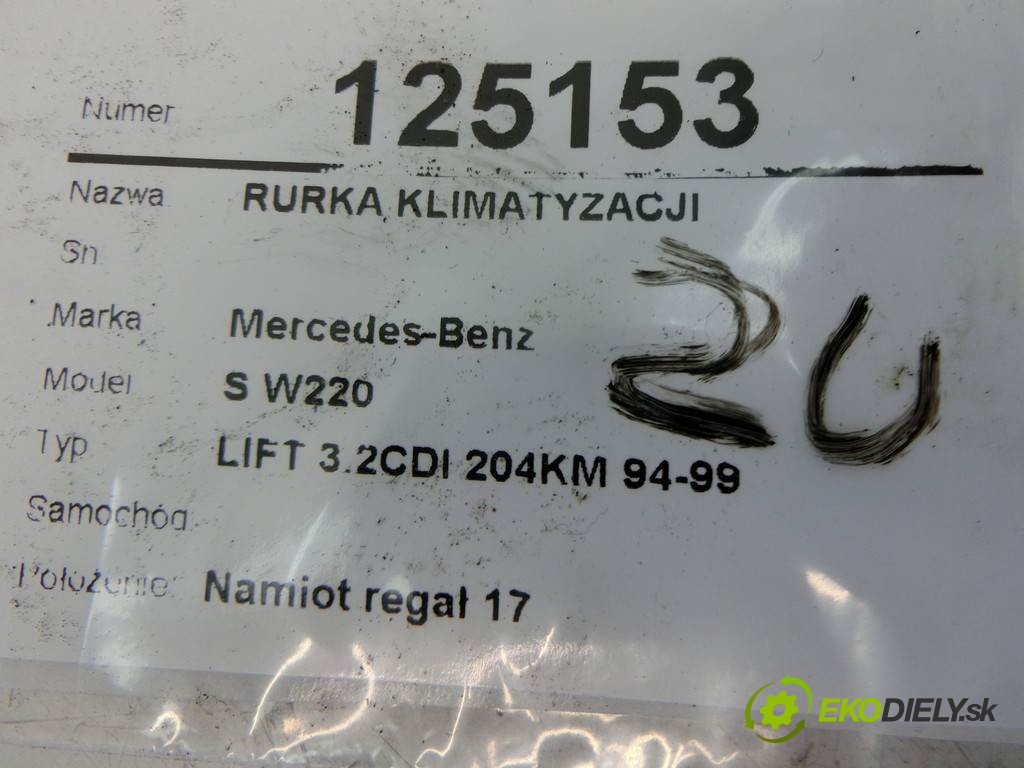 Numer 125153
Nazwa RURKA KLIMATYZACJI
Sn
Marka Mercedes-Benz
Model S W220
Typ LIFT 3.2CDI 204KM 94-99
Samochód
Położenie: Namiot regał 17
EKODIELY.sk